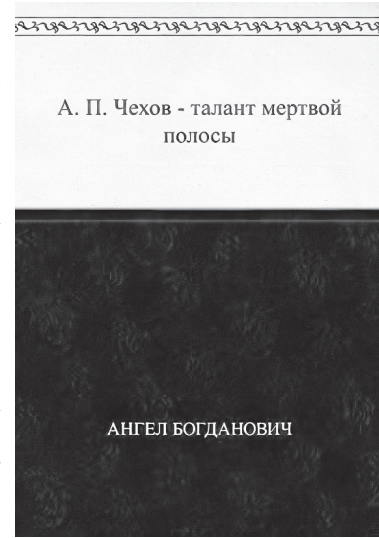 А. П. Чехов - талант мертвой
полосы
АНГЕЛ БОГДАНОВИЧ